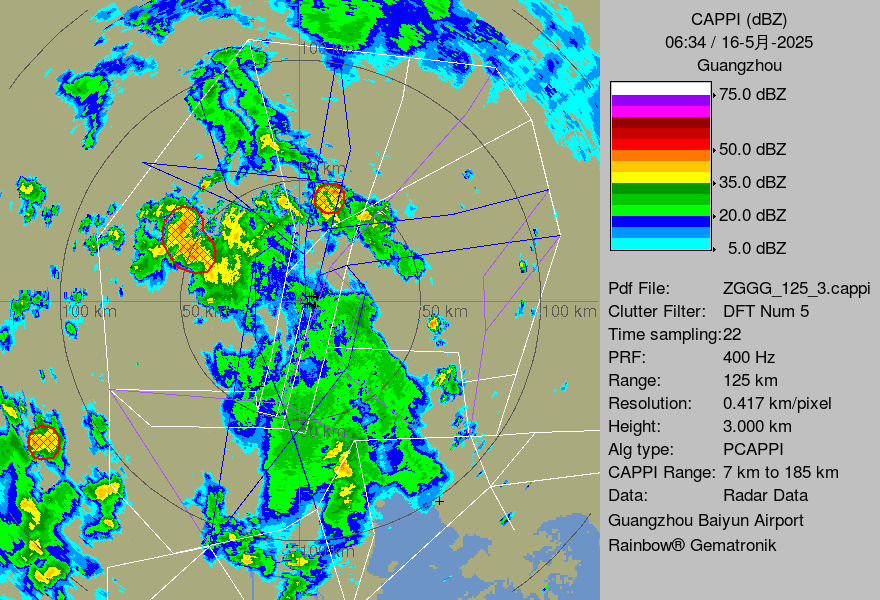 CAPPI (dBZ)
06:34 / 16-5月-2025
Guangzhou
75.0 dBZ
50.0 dBZ
35.0 dBZ
20.0 dBZ
5.0 dBZ
Pdf File: ZGGG_125_3.cappi
Clutter Filter: DFT Num 5
Time sampling:22
PRF: 400 Hz
Range: 125 km
Resolution: 0.417 km/pixel
Height: 3.000 km
Alg type: PCAPPI
CAPPI Range: 7 km to 185 km
Data: Radar Data
Guangzhou Baiyun Airport
Rainbow® Gematronik
100 km
50 km
100 km
50 km
50 km
100 km
50 km
100 km